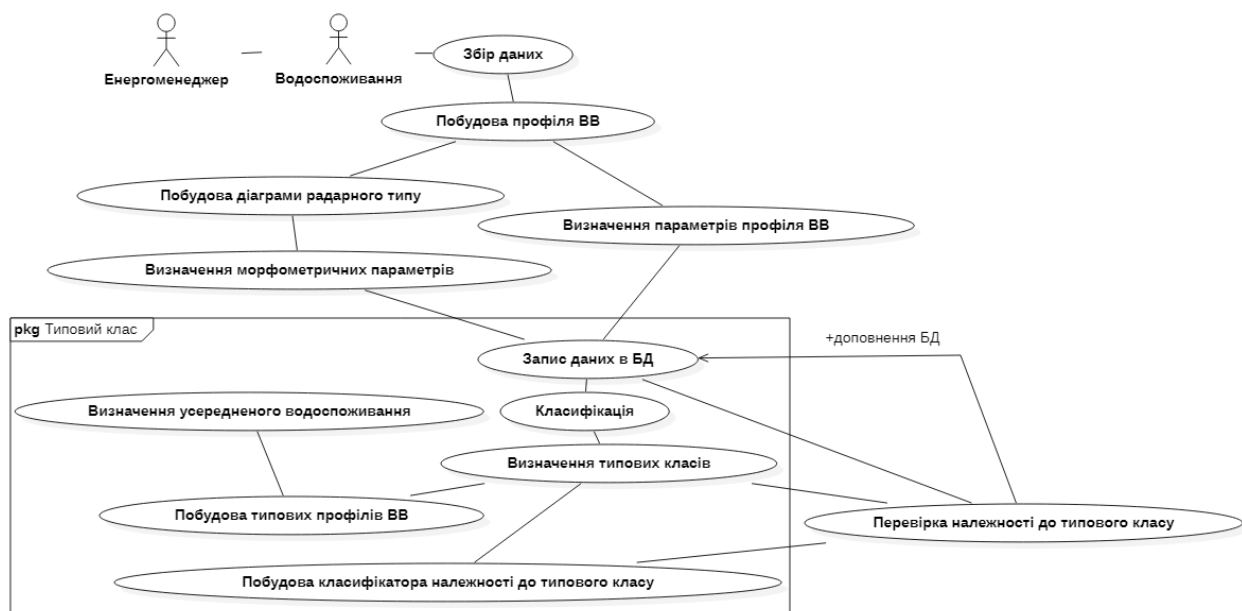 Збір даних
Енергоменеджер
Водоспоживання
Побудова профіля ВВ
Побудова діаграми радарного типу
Визначення параметрів профіля ВВ
Визначення морфометричних параметрів
pkg Типовий клас
+доповнення БД
Запис даних в БД
Визначення усередненого водоспоживання
Класифікація
Визначення типових класів
Побудова типових профілів ВВ
Перевірка належності до типового класу
Побудова класифікатора належності до типового класу